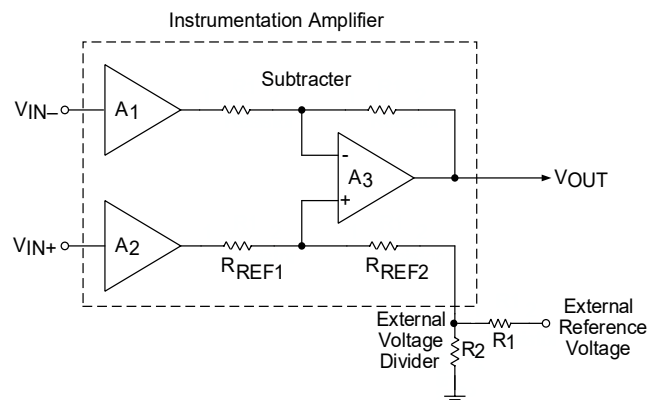 Instrumentation Amplifier
Subtracter
VIN–
A1
-
A3
+
VOUT
VIN+
A2
RREF1
RREF2
External
Voltage
Divider
R2
R1
External
Reference
Voltage